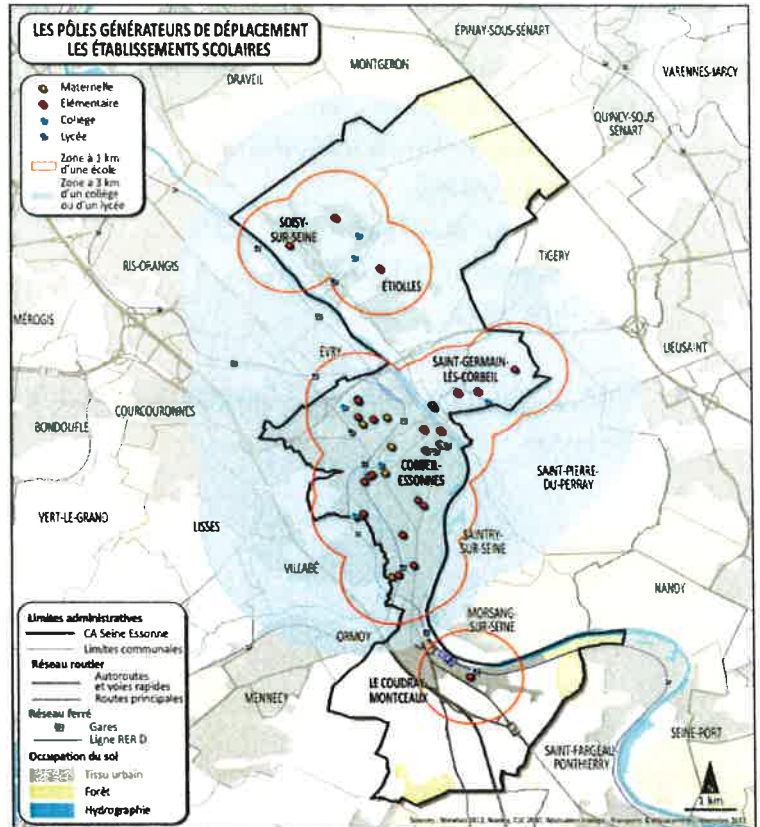 LES PÔLES GÉNÉRATEURS DE DÉPLACEMENT
LES ÉTABLISSEMENTS SCOLAIRES
Maternelle
Elémentaire
Collège
Lycée
Zone à 1 km
d'une école
Zone à 3 km
d'un collège
ou d'un lycée
ÉPINAY-SOUS-SÉNART
MONTGERON
VARENNES-JARCY
DRAVEIL
QUINCY-SOUS
SÉNART
SOISY-
SUR-SEINE
TIGERY
RIS-ORANGIS
ÉTIOLLES
MÉROGIS
ÉVRY
SAINT-GERMAIN-
LÈS-CORBEIL
LIEUSAINT
COURCOURONNES
BONDOUFLE
CORBEIL-
ESSONNES
SAINT-PIERRE-
DU-PERRAY
VERT-LE-GRAND
LISSES
SAINTRY-
SUR-SEINE
VILLABÉ
NANDY
MORSANG-
SUR-SEINE
ORMOY
LE COUDRAY-
MONTCEAUX
MENNECY
SEINE-PORT
SAINT-FARGEAU-
PONTHIERRY
Limites administratives
CA Seine Essonne
Limites communales
Réseau routier
Autoroutes
et voies rapides
Routes principales
Réseau ferré
Gares
Ligne RER D
Occupation du sol
Tissu urbain
Forêt
Hydrographie
1 km